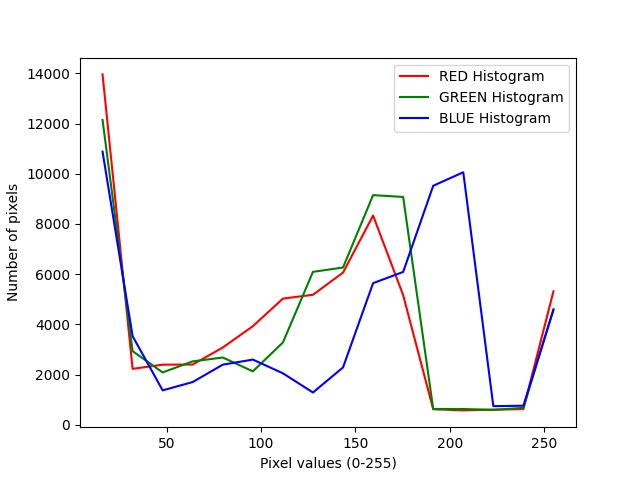 RED Histogram
GREEN Histogram
BLUE Histogram
14000
12000
10000
8000
6000
4000
2000
0
Number of pixels
50 100 150 200 250
Pixel values (0-255)